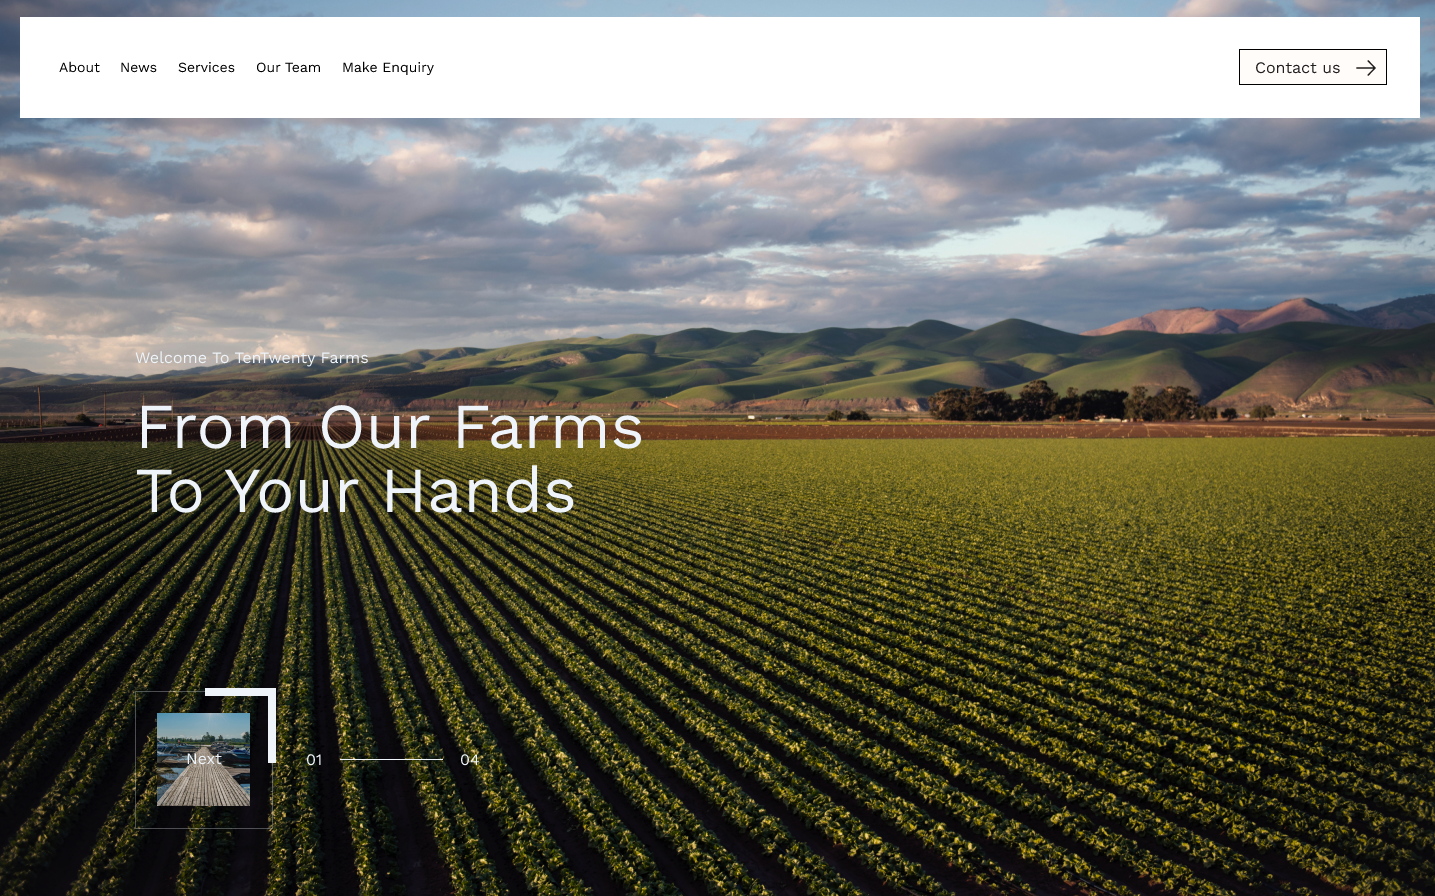 About News Services Our Team Make Enquiry Contact us
Welcome To TenTwenty Farms
From Our Farms
To Your Hands
Next 01 04